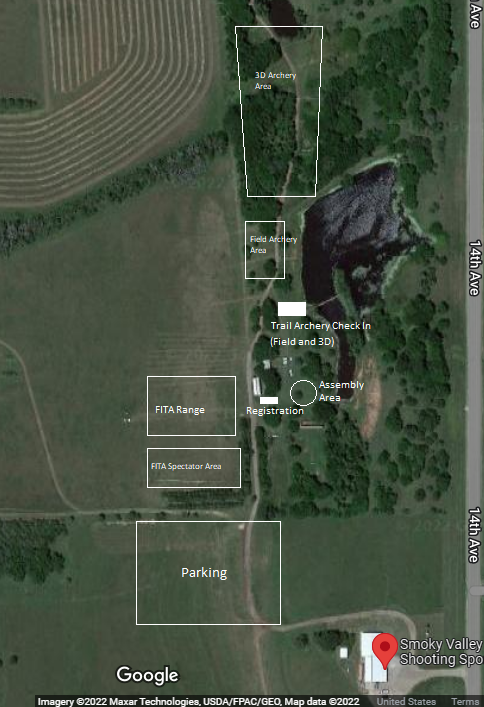 Ave
3D Archery
Area
14th Ave
Field Archery
Area
Trail Archery Check In
(Field and 3D)
Assembly
Area
FITA Range
Registration
FITA Spectator Area
14th Ave
Parking
Smoky Valley
Shooting Spo
Google
Imagery ©2022 Maxar Technologies, USDA/FPAC/GEO, Map data ©2022 United States Terms